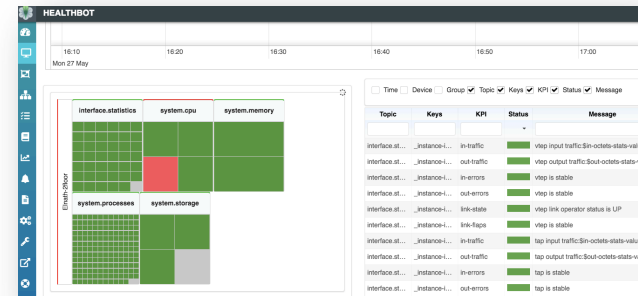 HEALTHBOT
16:10 16:20 16:30 16:40 16:50 17:00
Mon 27 May
Time Device Group Topic Keys KPI Status Message
interface.statistics system.cpu system.memory
system.processes system.storage
Elnath-2floor
Topic Keys KPI Status Message
interface.st... _instance-i... in-traffic vtep input traffic:$in-octets-stats-val
interface.st... _instance-i... out-traffic vtep output traffic:$out-octets-stats-
interface.st... _instance-i... in-errors vtep is stable
interface.st... _instance-i... out-errors vtep is stable
interface.st... _instance-i... link-state vtep link operator status is UP
interface.st... _instance-i... link-flaps vtep is stable
interface.st... _instance-i... in-traffic tap input traffic:$in-octets-stats-valu
interface.st... _instance-i... out-traffic tap output traffic:$out-octets-stats-va
interface.st... _instance-i... in-errors tap is stable
interface.st... _instance-i... out-errors tap is stable